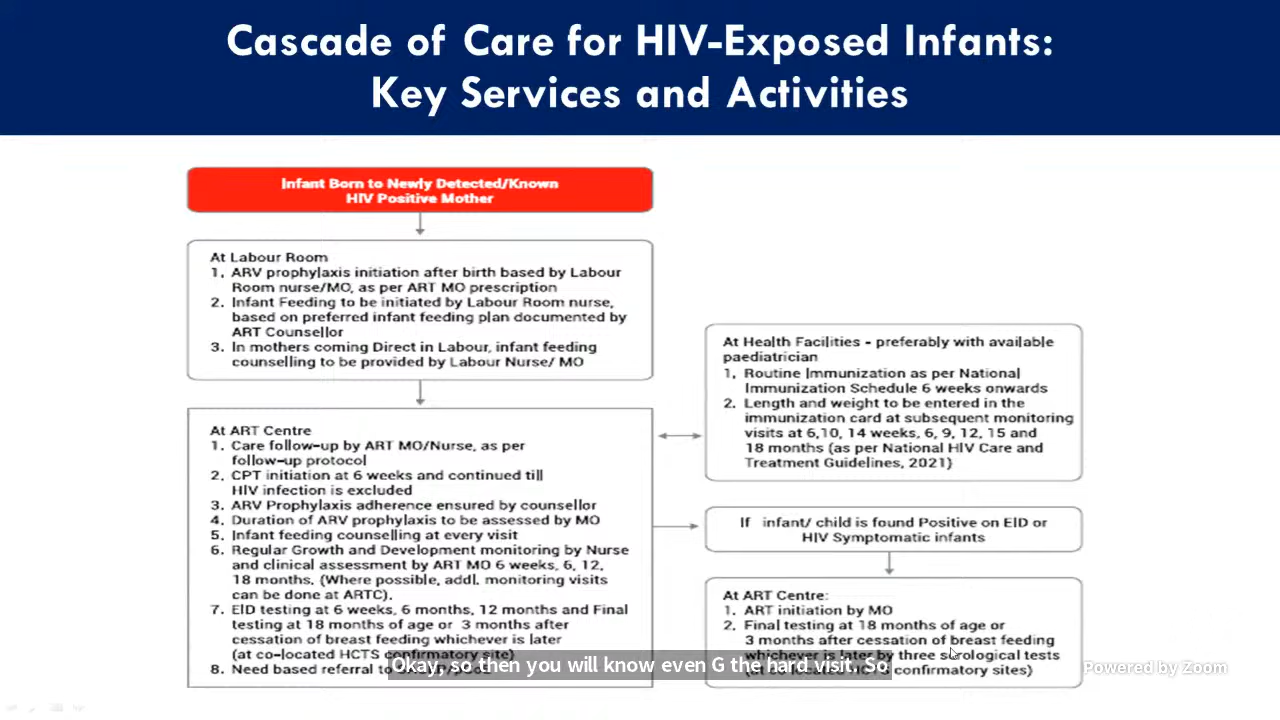 Cascade of Care for HIV-Exposed Infants:
Key Services and Activities
Infant Born to Newly Detected/Known
HIV Positive Mother
At Labour Room
1. ARV prophylaxis initiation after birth based by Labour
Room nurse/MO, as per ART MO prescription
2. Infant Feeding to be initiated by Labour Room nurse,
based on preferred infant feeding plan documented by
ART Counsellor
3. In mothers coming Direct in Labour, infant feeding
counselling to be provided by Labour Nurse/ MO
At ART Centre
1. Care follow-up by ART MO/Nurse, as per
follow-up protocol
2. CPT initiation at 6 weeks and continued till
HIV infection is excluded
3. ARV Prophylaxis adherence ensured by counsellor
4. Duration of ARV prophylaxis to be assessed by MO
5. Infant feeding counselling at every visit
6. Regular Growth and Development monitoring by Nurse
and clinical assessment by ART MO 6 weeks, 6, 12,
18 months. (Where possible, addl. monitoring visits
can be done at ARTC).
7. EID testing at 6 weeks, 6 months, 12 months and Final
testing at 18 months of age or 3 months after
cessation of breast feeding whichever is later
(at co-located HCTS confirmatory site)
8. Need based referral to
At Health Facilities - preferably with available
paediatrician
1. Routine Immunization as per National
Immunization Schedule 6 weeks onwards
2. Length and weight to be entered in the
immunization card at subsequent monitoring
visits at 6,10, 14 weeks, 6, 9, 12, 15 and
18 months (as per National HIV Care and
Treatment Guidelines, 2021)
If infant/ child is found Positive on EID or
HIV Symptomatic infants
At ART Centre:
1. ART initiation by MO
2. Final testing at 18 months of age or
3 months after cessation of breast feeding
whichever is later by three serological tests
confirmatory sites)
Okay, so then you will know even G the hard visit. So
Powered by Zoom